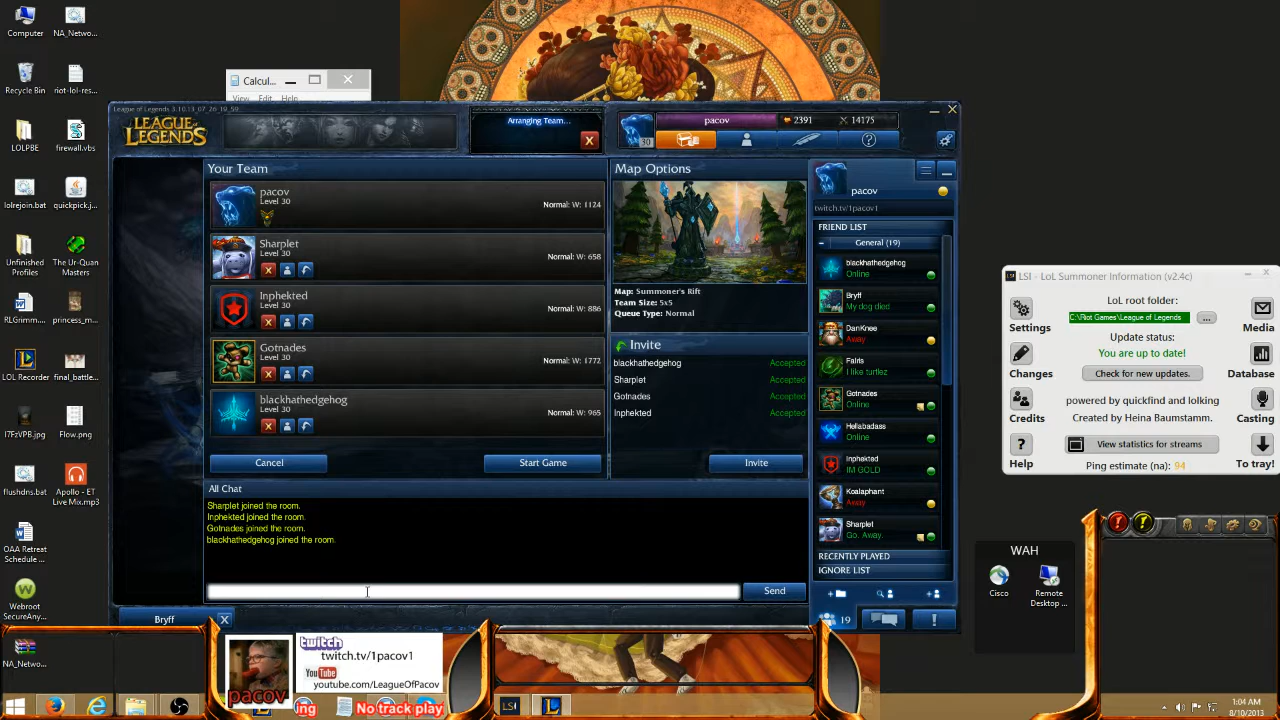 Computer
NA_Netwo...
Recycle Bin
riot-lol-res...
LOLPBE
firewall.vbs
lolrejoin.bat
quickpick.j...
Unfinished Profiles
The Ur-Quan Masters
RLGrimm...
princess_m...
LOL Recorder
final_battle...
I7FzVPB.jpg
Flow.png
flushdns.bat
Apollo - ET Live Mix.mp3
OAA Retreat Schedule ...
Webroot SecureAny...
NA_Netwo...
Calcul...
View Edit Help
League of Legends 3.10.13_07_26_19_59
LEAGUE OF LEGENDS
Arranging Team...
30
pacov
2391
14175
Your Team
pacov
Level 30
Normal: W: 1124
Sharplet
Level 30
Normal: W: 658
Inphekted
Level 30
Normal: W: 886
Gotnades
Level 30
Normal: W: 1772
blackhathedgehog
Level 30
Normal: W: 965
Cancel
Start Game
Map Options
Map: Summoner's Rift
Team Size: 5x5
Queue Type: Normal
Invite
blackhathedgehog Accepted
Sharplet Accepted
Gotnades Accepted
Inphekted Accepted
Invite
All Chat
Sharplet joined the room.
Inphekted joined the room.
Gotnades joined the room.
blackhathedgehog joined the room.
Send
Bryff
pacov
twitch.tv/1pacov1
FRIEND LIST
General (19)
blackhathedgehog
Online
Bryff
My dog died
DanKnee
Away
Falris
I like turtlez
Gotnades
Online
Hellabadass
Online
Inphekted
IM GOLD
Koalaphant
Away
Sharplet
Go. Away.
RECENTLY PLAYED
IGNORE LIST
19
LSI - LoL Summoner Information (v2.4c)
LoL root folder:
C:\Riot Games\League of Legends
...
Settings
Media
Update status:
You are up to date!
Changes
Check for new updates.
Database
powered by quickfind and lolking
Created by Heina Baumstamm.
Credits
Casting
View statistics for streams
Help
Ping estimate (na): 94
To tray!
WAH
Cisco
Remote Desktop ...
pacov
twitch
twitch.tv/1pacov1
YouTube
youtube.com/LeagueOfPacov
ing
No track play
LSI
1:04 AM
8/10/2013